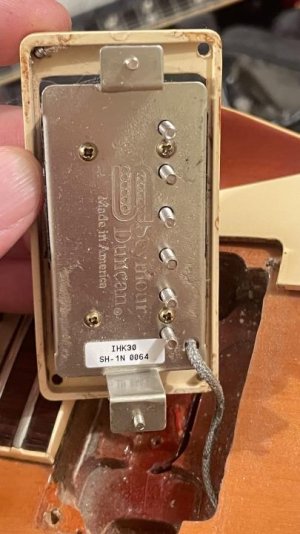 Seymour
Duncan®
Made in America
IHK30
SH-1N 0064